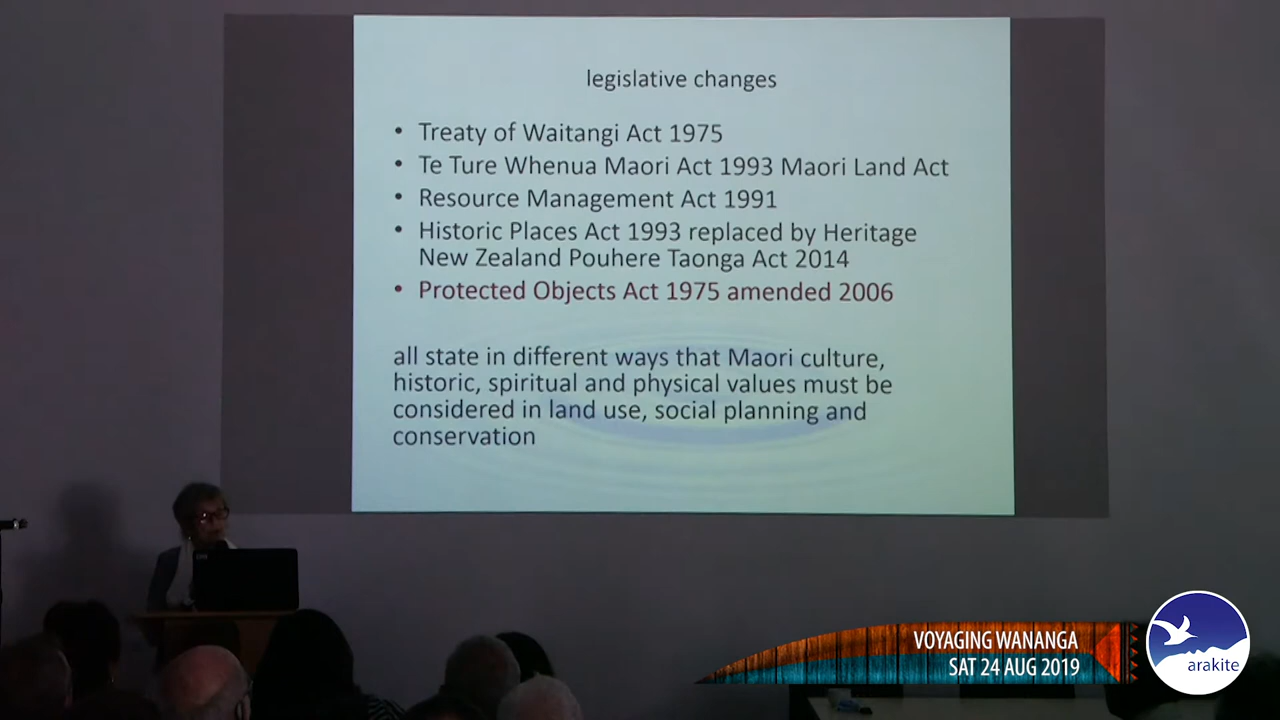 legislative changes
• Treaty of Waitangi Act 1975
• Te Ture Whenua Maori Act 1993 Maori Land Act
• Resource Management Act 1991
• Historic Places Act 1993 replaced by Heritage
New Zealand Pouhere Taonga Act 2014
• Protected Objects Act 1975 amended 2006
all state in different ways that Maori culture,
historic, spiritual and physical values must be
considered in land use, social planning and
conservation
VOYAGING WANANGA
SAT 24 AUG 2019
arakite